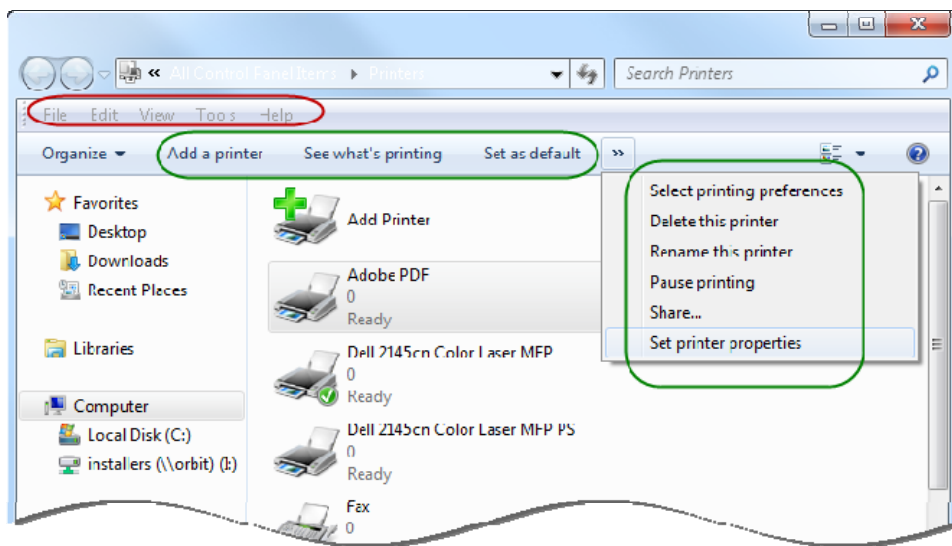 « All Control Panel Items ▸ Printers
Search Printers
File Edit View Tools Help
Organize Add a printer See what's printing Set as default »
Select printing preferences
Delete this printer
Rename this printer
Pause printing
Share...
Set printer properties
Favorites
Desktop
Downloads
Recent Places
Libraries
Computer
Local Disk (C:)
installers (\\orbit) (I:)
Add Printer
Adobe PDF
0
Ready
Dell 2145cn Color Laser MFP
0
Ready
Dell 2145cn Color Laser MFP PS
0
Ready
Fax
0